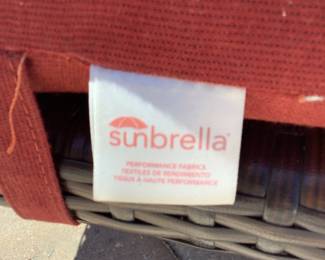 sunbrella®
PERFORMANCE FABRICS
TEXTILES DE RENDIMIENTO
TISSUS À HAUTE PERFORMANCE